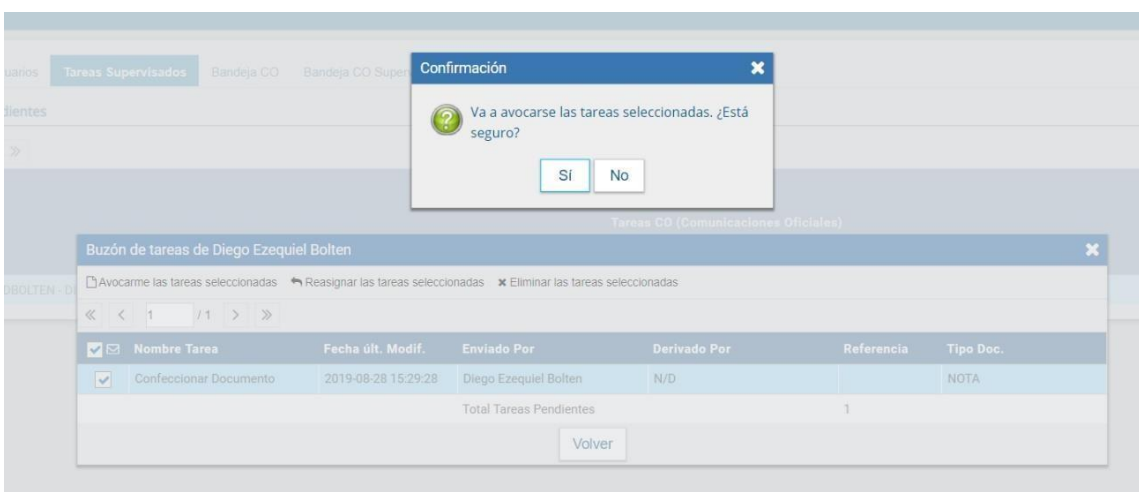 uarios Tareas Supervisados Bandeja CO Bandeja CO Super
Confirmación
dientes
Va a avocarse las tareas seleccionadas. ¿Está
seguro?
Sí No
Tareas CO (Comunicaciones Oficiales)
Buzón de tareas de Diego Ezequiel Bolten
Avocarme las tareas seleccionadas Reasignar las tareas seleccionadas Eliminar las tareas seleccionadas
DBOLTEN - D
1 / 1
Nombre Tarea Fecha últ. Modif. Enviado Por Derivado Por Referencia Tipo Doc.
Confeccionar Documento 2019-08-28 15:29:28 Diego Ezequiel Bolten N/D NOTA
Total Tareas Pendientes 1
Volver